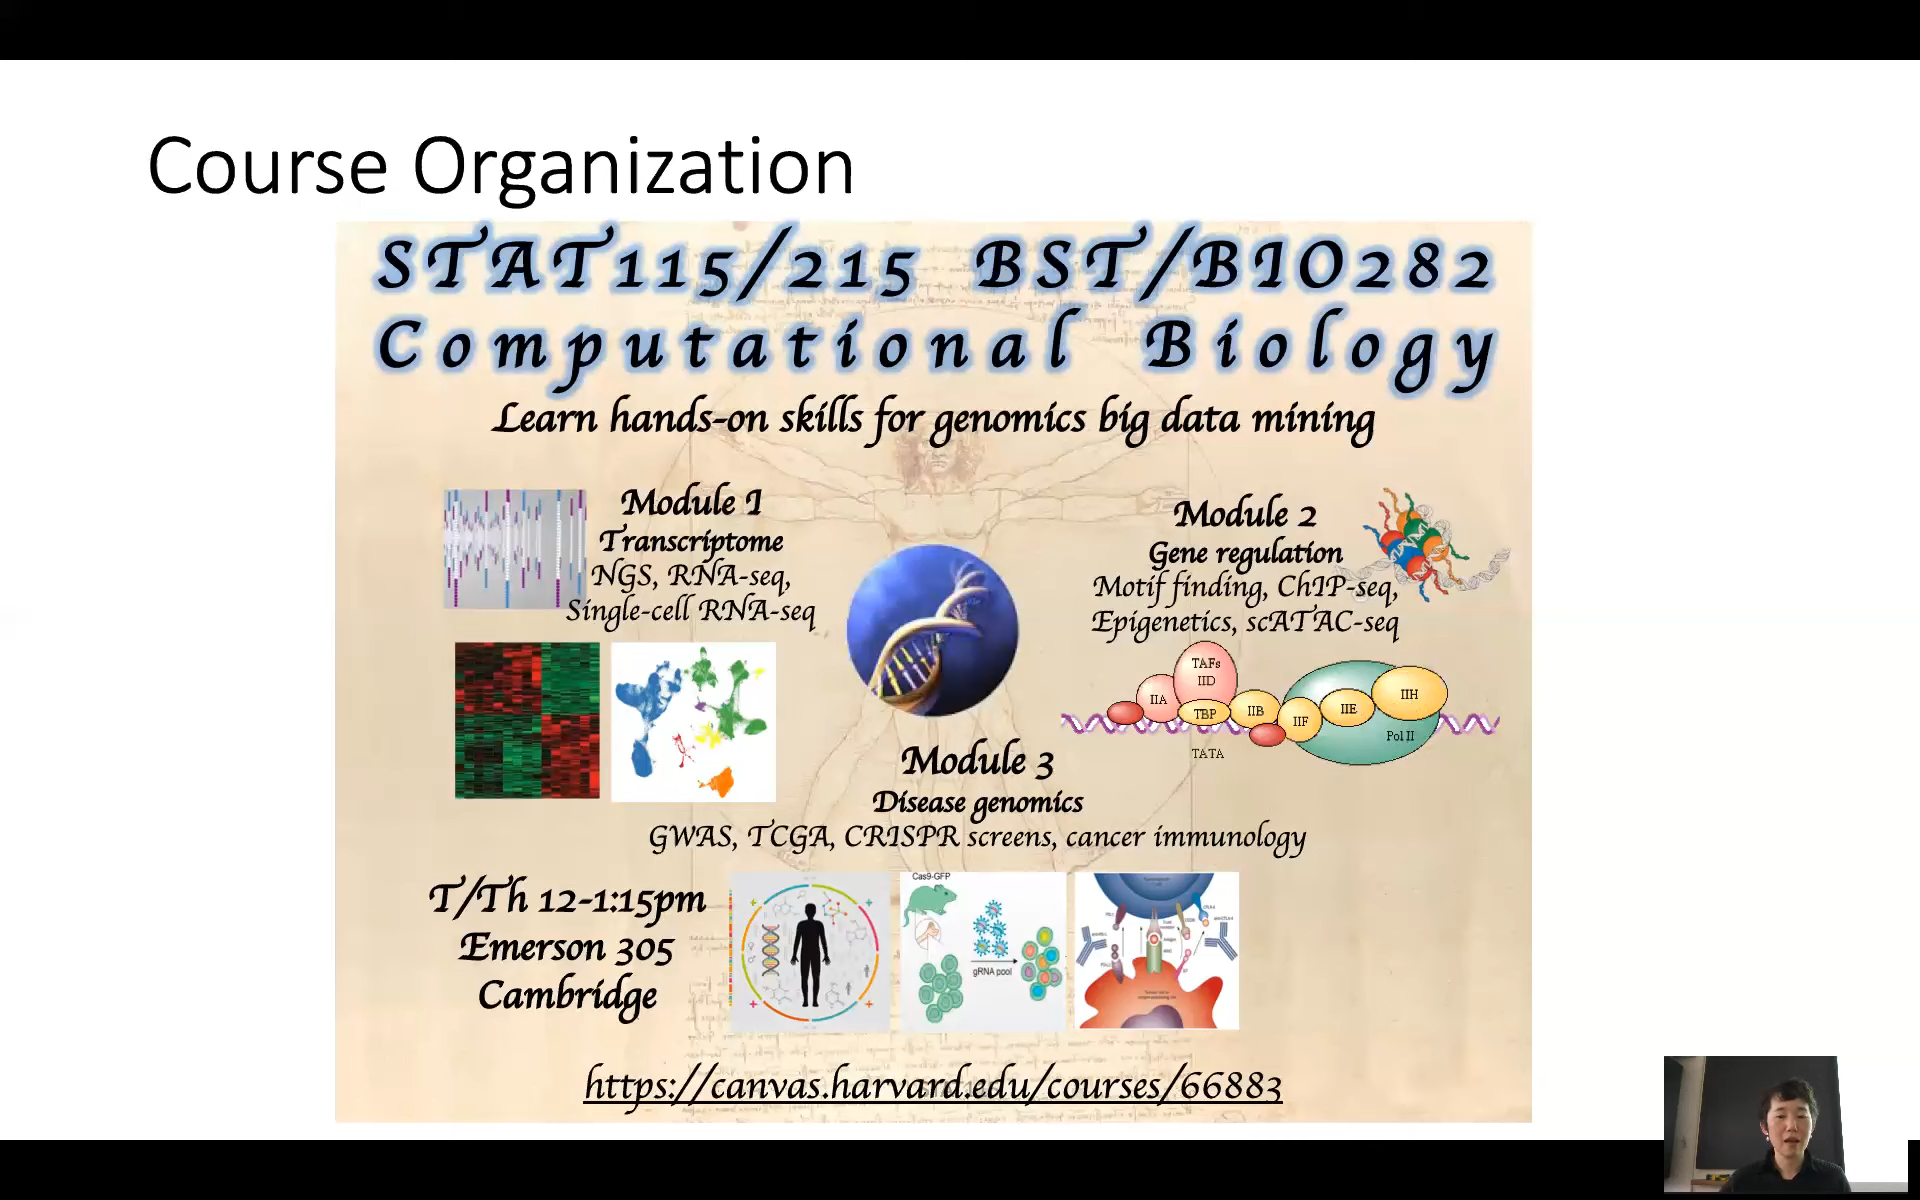 Course Organization
STAT115/215 BST/BIO282
Computational Biology
Learn hands-on skills for genomics big data mining
Module I
Transcriptome
NGS, RNA-seq,
Single-cell RNA-seq
Module 2
Gene regulation
Motif finding, ChIP-seq,
Epigenetics, scATAC-seq
TAFs
IID
IIA
TBP
IIB
IIF
IIE
IIH
Pol II
TATA
Module 3
Disease genomics
GWAS, TCGA, CRISPR screens, cancer immunology
T/Th 12-1:15pm
Emerson 305
Cambridge
Cas9-GFP
gRNA pool
https://canvas.harvard.edu/courses/66883